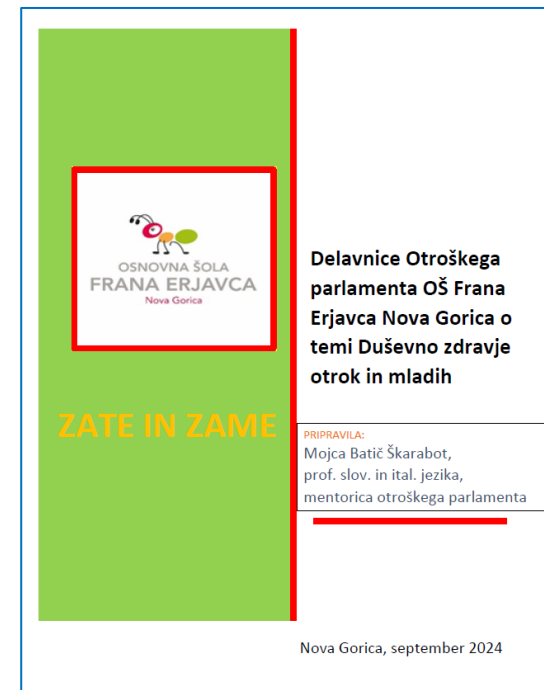 OSNOVNA ŠOLA
FRANA ERJAVCA
Nova Gorica
ZATE IN ZAME
Delavnice Otroškega
parlamenta OŠ Frana
Erjavca Nova Gorica o
temi Duševno zdravje
otrok in mladih
PRIPRAVILA:
Mojca Batič Škarabot,
prof. slov. in ital. jezika,
mentorica otroškega parlamenta
Nova Gorica, september 2024